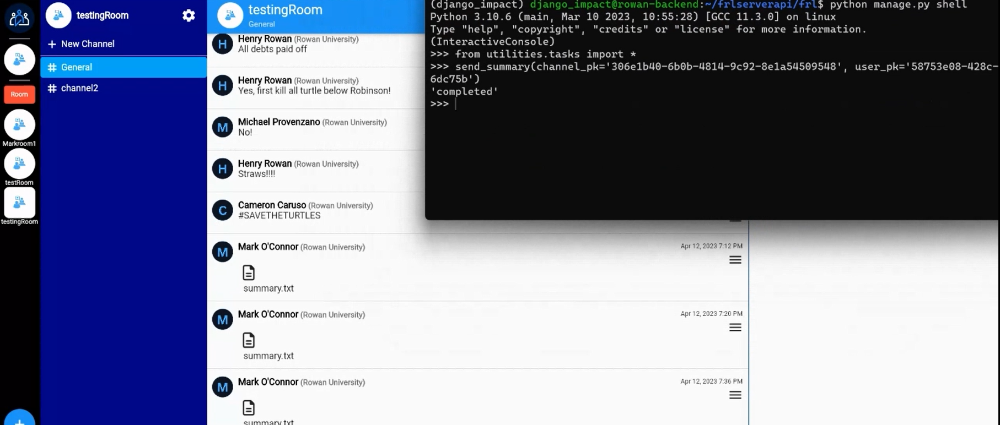 Room
Markroom1
testRoom
testingRoom
testingRoom
+ New Channel
# General
# channel2
testingRoom
General
H Henry Rowan (Rowan University)
All debts paid off
H Henry Rowan (Rowan University)
Yes, first kill all turtle below Robinson!
M Michael Provenzano (Rowan University)
No!
H Henry Rowan (Rowan University)
Straws!!!!
C Cameron Caruso (Rowan University)
#SAVETHETURTLES
M Mark O'Connor (Rowan University) Apr 12, 2023 7:12 PM
summary.txt
M Mark O'Connor (Rowan University) Apr 12, 2023 7:20 PM
summary.txt
M Mark O'Connor (Rowan University) Apr 12, 2023 7:36 PM
summary.txt
(django_impact) django_impact@rowan-backend:~/frlserverapi/frl$ python manage.py shell
Python 3.10.6 (main, Mar 10 2023, 10:55:28) [GCC 11.3.0] on linux
Type "help", "copyright", "credits" or "license" for more information.
(InteractiveConsole)
>>> from utilities.tasks import *
>>> send_summary(channel_pk='306e1b40-6b0b-4814-9c92-8e1a54509548', user_pk='58753e08-428c-
6dc75b')
'completed'
>>>